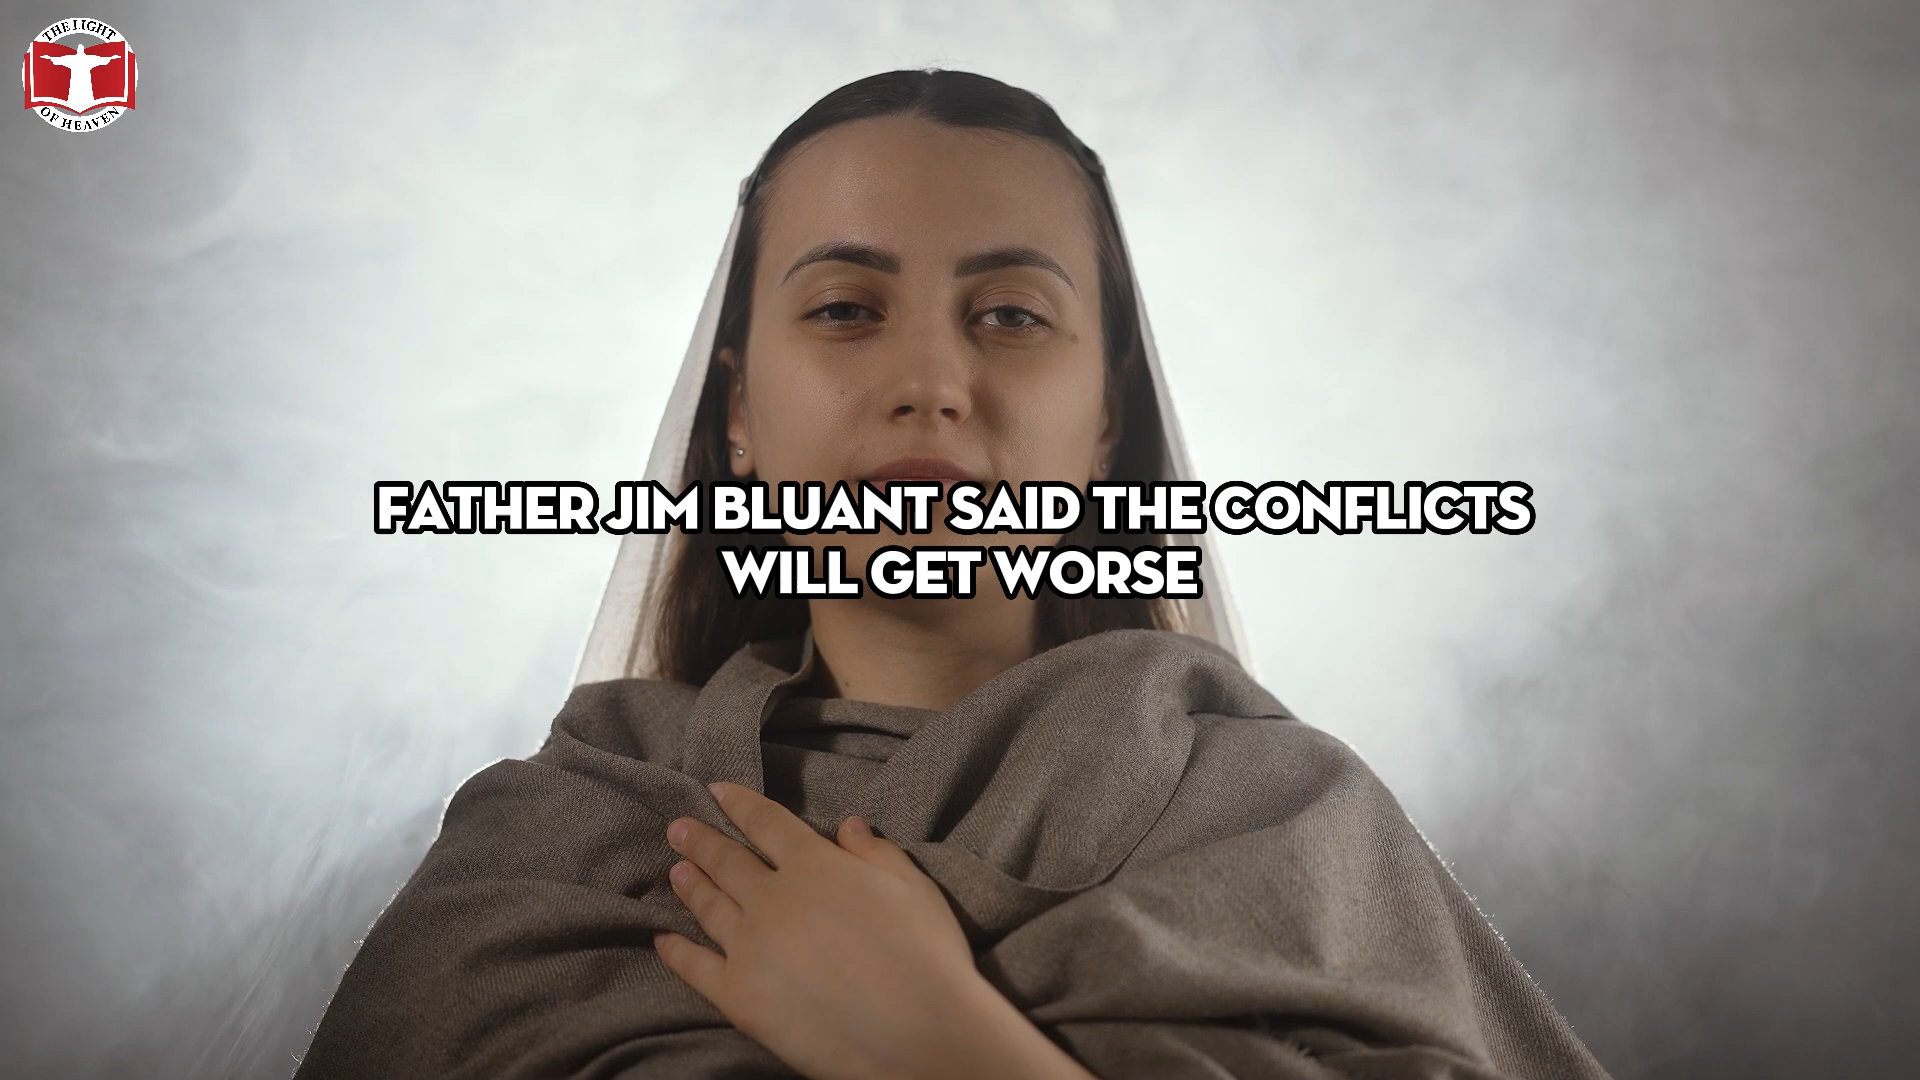 THE LIGHT
OF HEAVEN
FATHER JIM BLUANT SAID THE CONFLICTS
WILL GET WORSE